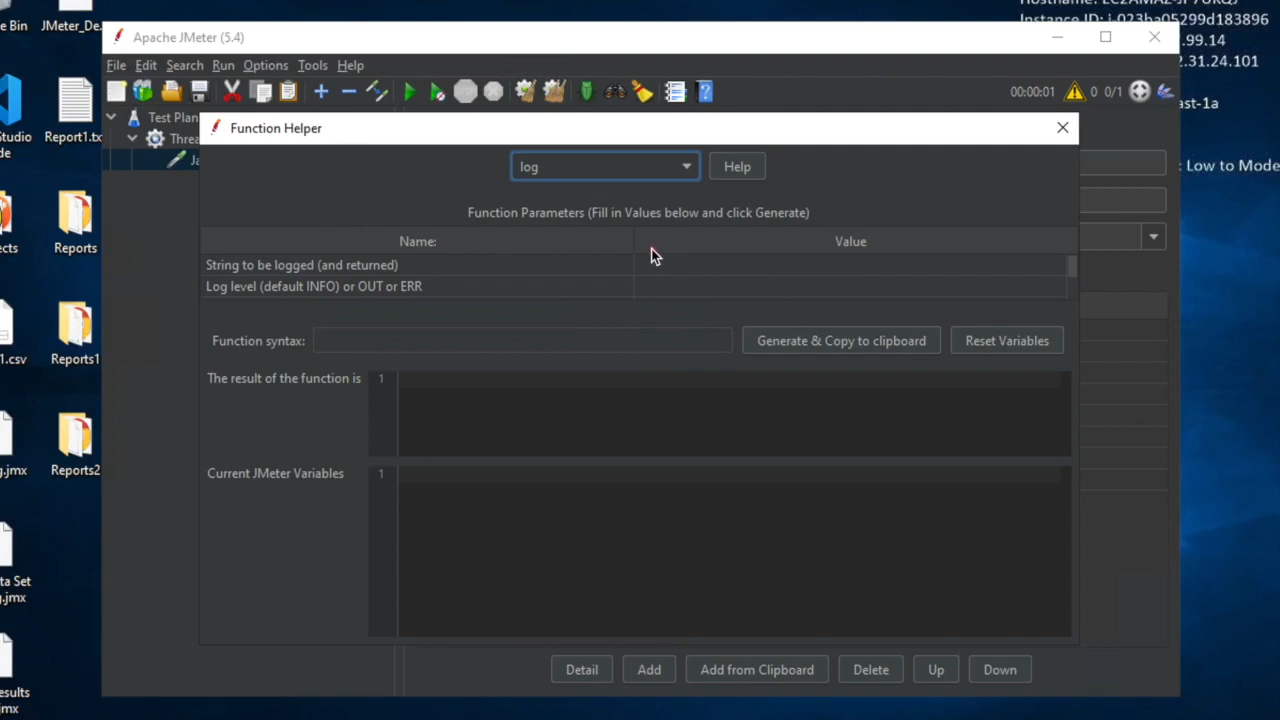 Hostname: EC2AMAZ-JP7UKQJ
e Bin
JMeter_De..
Instance ID: i-023ba05299d183896
Apache JMeter (5.4)
.99.14
.31.24.101
File Edit Search Run Options Tools Help
00:00:01 0 0/1
ast-1a
Studio
de
Report1.tx
Test Plan
Threa
Ja
Function Helper
log
Help
: Low to Mode
Function Parameters (Fill in Values below and click Generate)
Name: Value
ects
Reports
String to be logged (and returned)
Log level (default INFO) or OUT or ERR
Function syntax:
Generate & Copy to clipboard
Reset Variables
1.csv
Reports1
The result of the function is
1
g.jmx
Reports2
Current JMeter Variables
1
ta Set
g.jmx
Detail Add Add from Clipboard Delete Up Down
esults
jmx